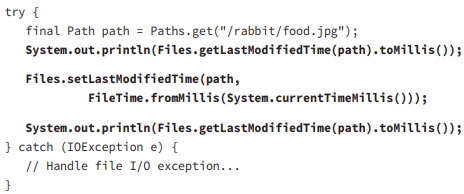 try {
final Path path = Paths.get("/rabbit/food.jpg");
System.out.println(Files.getLastModifiedTime(path).toMillis());
Files.setLastModifiedTime(path,
FileTime.fromMillis(System.currentTimeMillis()));
System.out.println(Files.getLastModifiedTime(path).toMillis());
} catch (IOException e) {
// Handle file I/O exception...
}